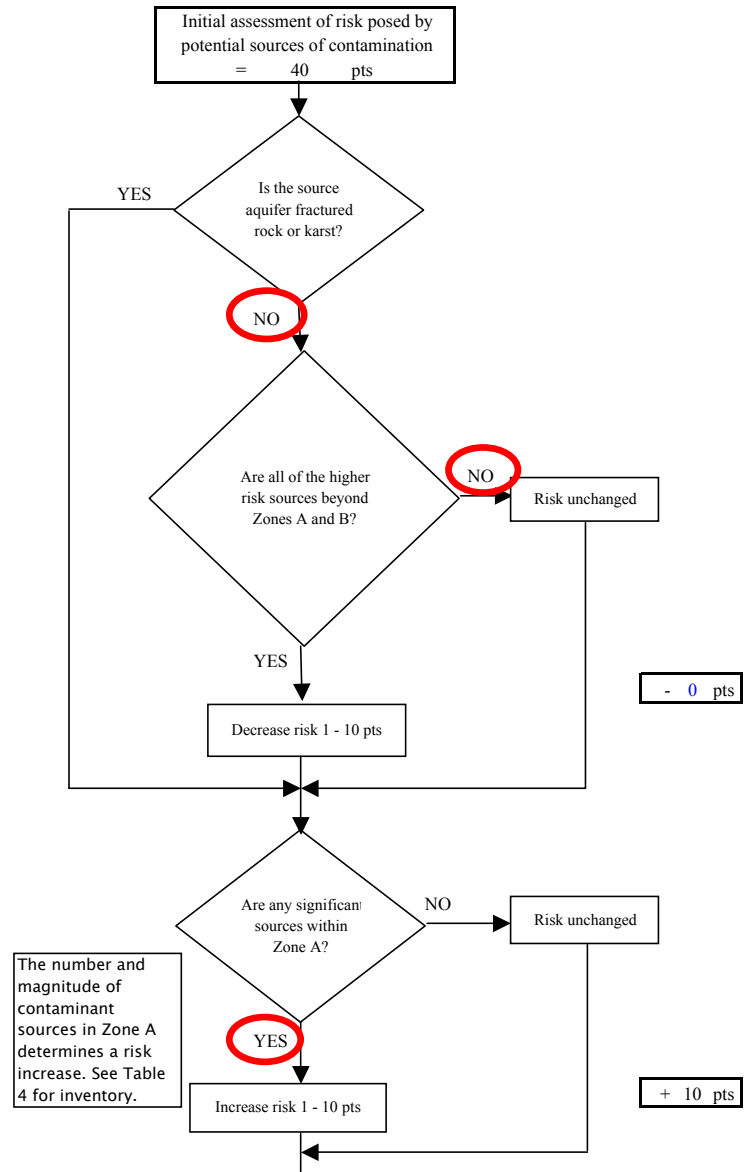 Initial assessment of risk posed by
potential sources of contamination
= 40 pts
YES
Is the source
aquifer fractured
rock or karst?
NO
Are all of the higher
risk sources beyond
Zones A and B?
NO
Risk unchanged
YES
- 0 pts
Decrease risk 1 - 10 pts
Are any significant
sources within
Zone A?
NO
Risk unchanged
The number and
magnitude of
contaminant
sources in Zone A
determines a risk
increase. See Table
4 for inventory.
YES
Increase risk 1 - 10 pts
+ 10 pts